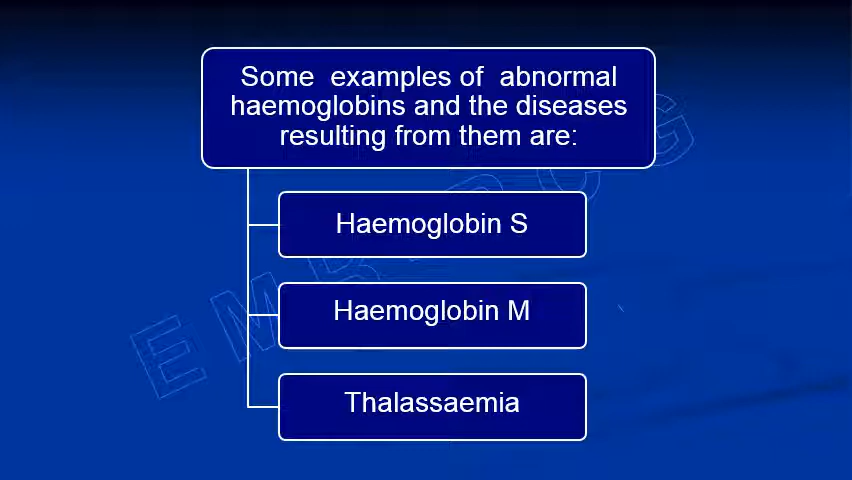 Some examples of abnormal
haemoglobins and the diseases
resulting from them are:
Haemoglobin S
Haemoglobin M
Thalassaemia